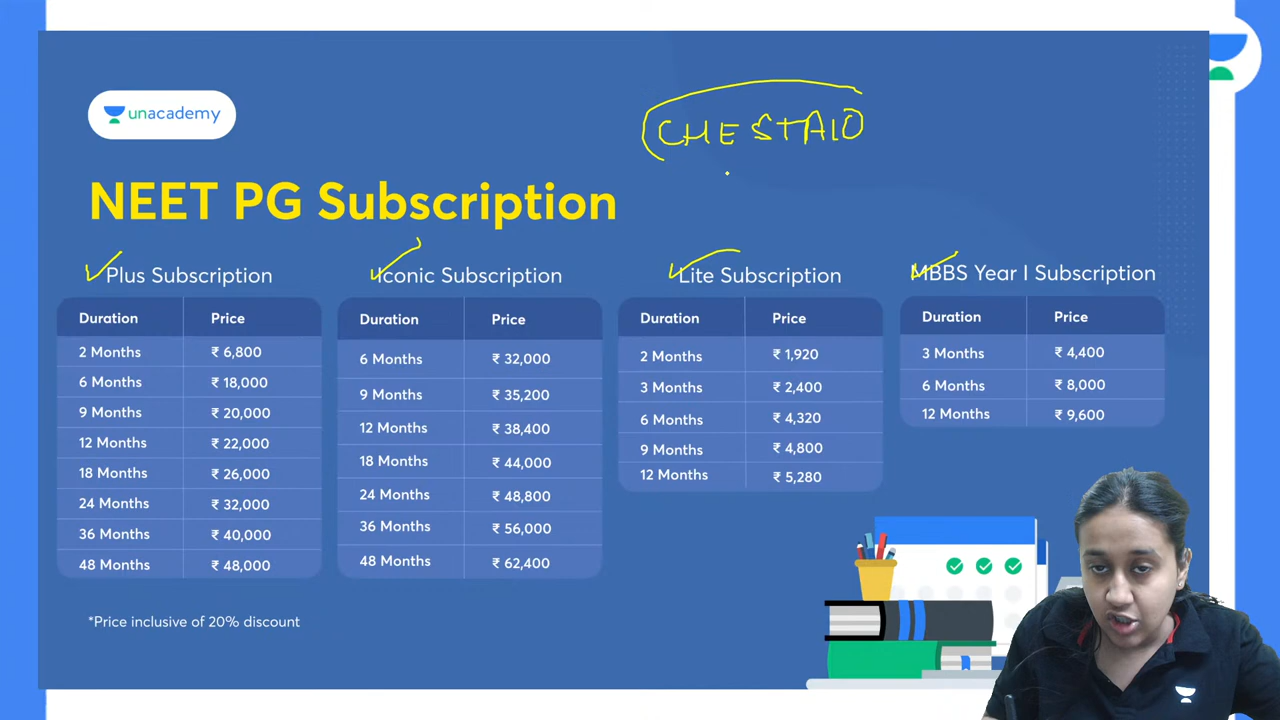 unacademy
CHESTA10
NEET PG Subscription
Plus Subscription
Duration Price
2 Months ₹ 6,800
6 Months ₹ 18,000
9 Months ₹ 20,000
12 Months ₹ 22,000
18 Months ₹ 26,000
24 Months ₹ 32,000
36 Months ₹ 40,000
48 Months ₹ 48,000
Iconic Subscription
Duration Price
6 Months ₹ 32,000
9 Months ₹ 35,200
12 Months ₹ 38,400
18 Months ₹ 44,000
24 Months ₹ 48,800
36 Months ₹ 56,000
48 Months ₹ 62,400
Lite Subscription
Duration Price
2 Months ₹ 1,920
3 Months ₹ 2,400
6 Months ₹ 4,320
9 Months ₹ 4,800
12 Months ₹ 5,280
MBBS Year I Subscription
Duration Price
3 Months ₹ 4,400
6 Months ₹ 8,000
12 Months ₹ 9,600
*Price inclusive of 20% discount